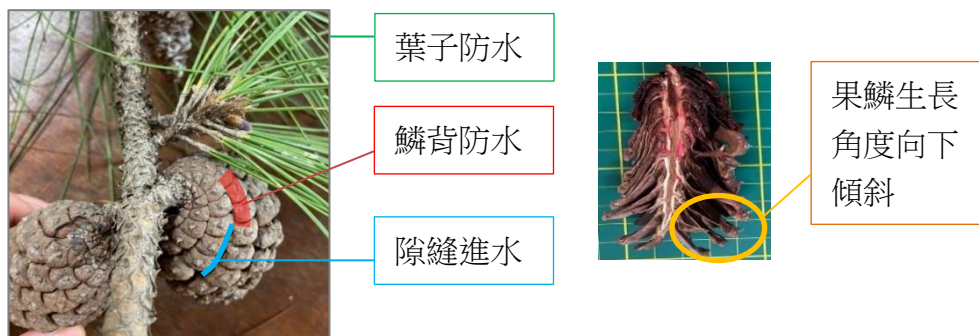 葉子防水
鱗背防水
隙縫進水
果鱗生長
角度向下
傾斜